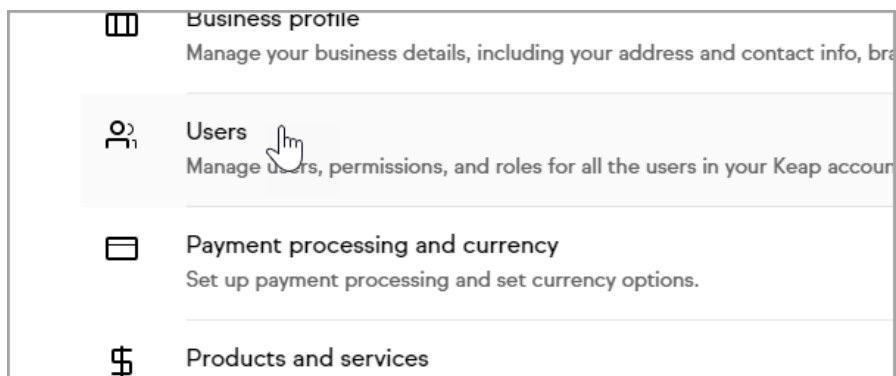 Business profile
Manage your business details, including your address and contact info, bra
Users
Manage users, permissions, and roles for all the users in your Keap accoun
Payment processing and currency
Set up payment processing and set currency options.
Products and services